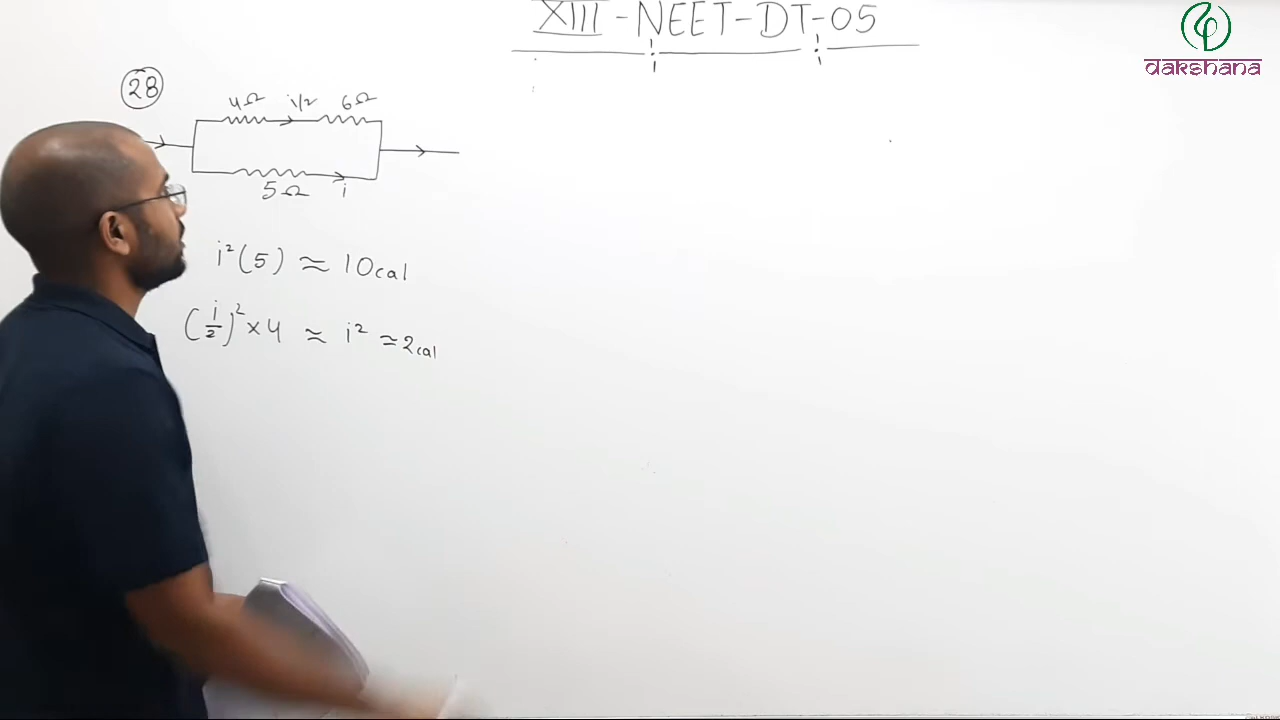 XIII - NEET - DT - 05
dakshana
28
4Ω i/2 6Ω
5Ω i
i²(5) ≈ 10cal
(i/2)² × 4 ≈ i² ≃ 2cal